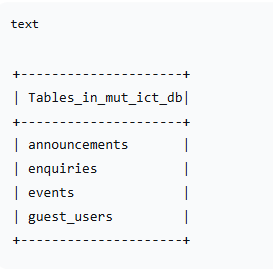 text
+---------------------+
| Tables_in_mut_ict_db|
+---------------------+
| announcements       |
| enquiries           |
| events              |
| guest_users         |
+---------------------+